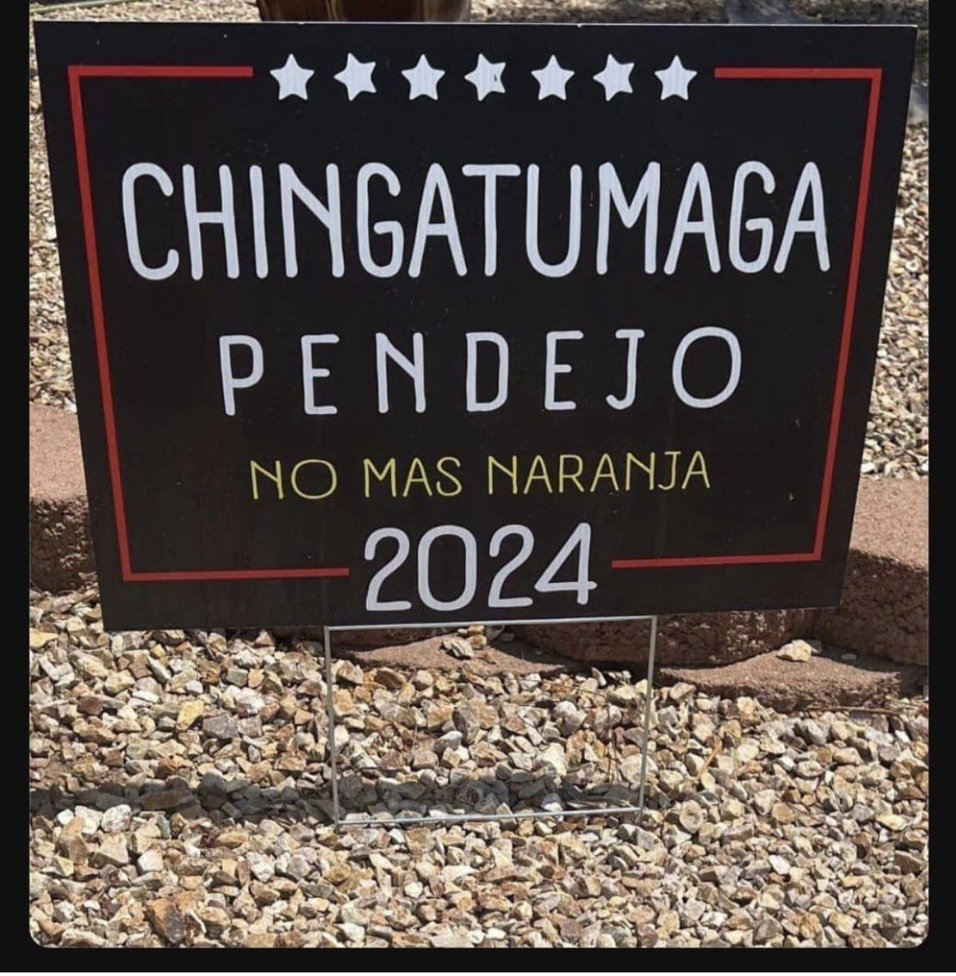 CHINGATUMAGA
PENDEJO
NO MAS NARANJA
2024